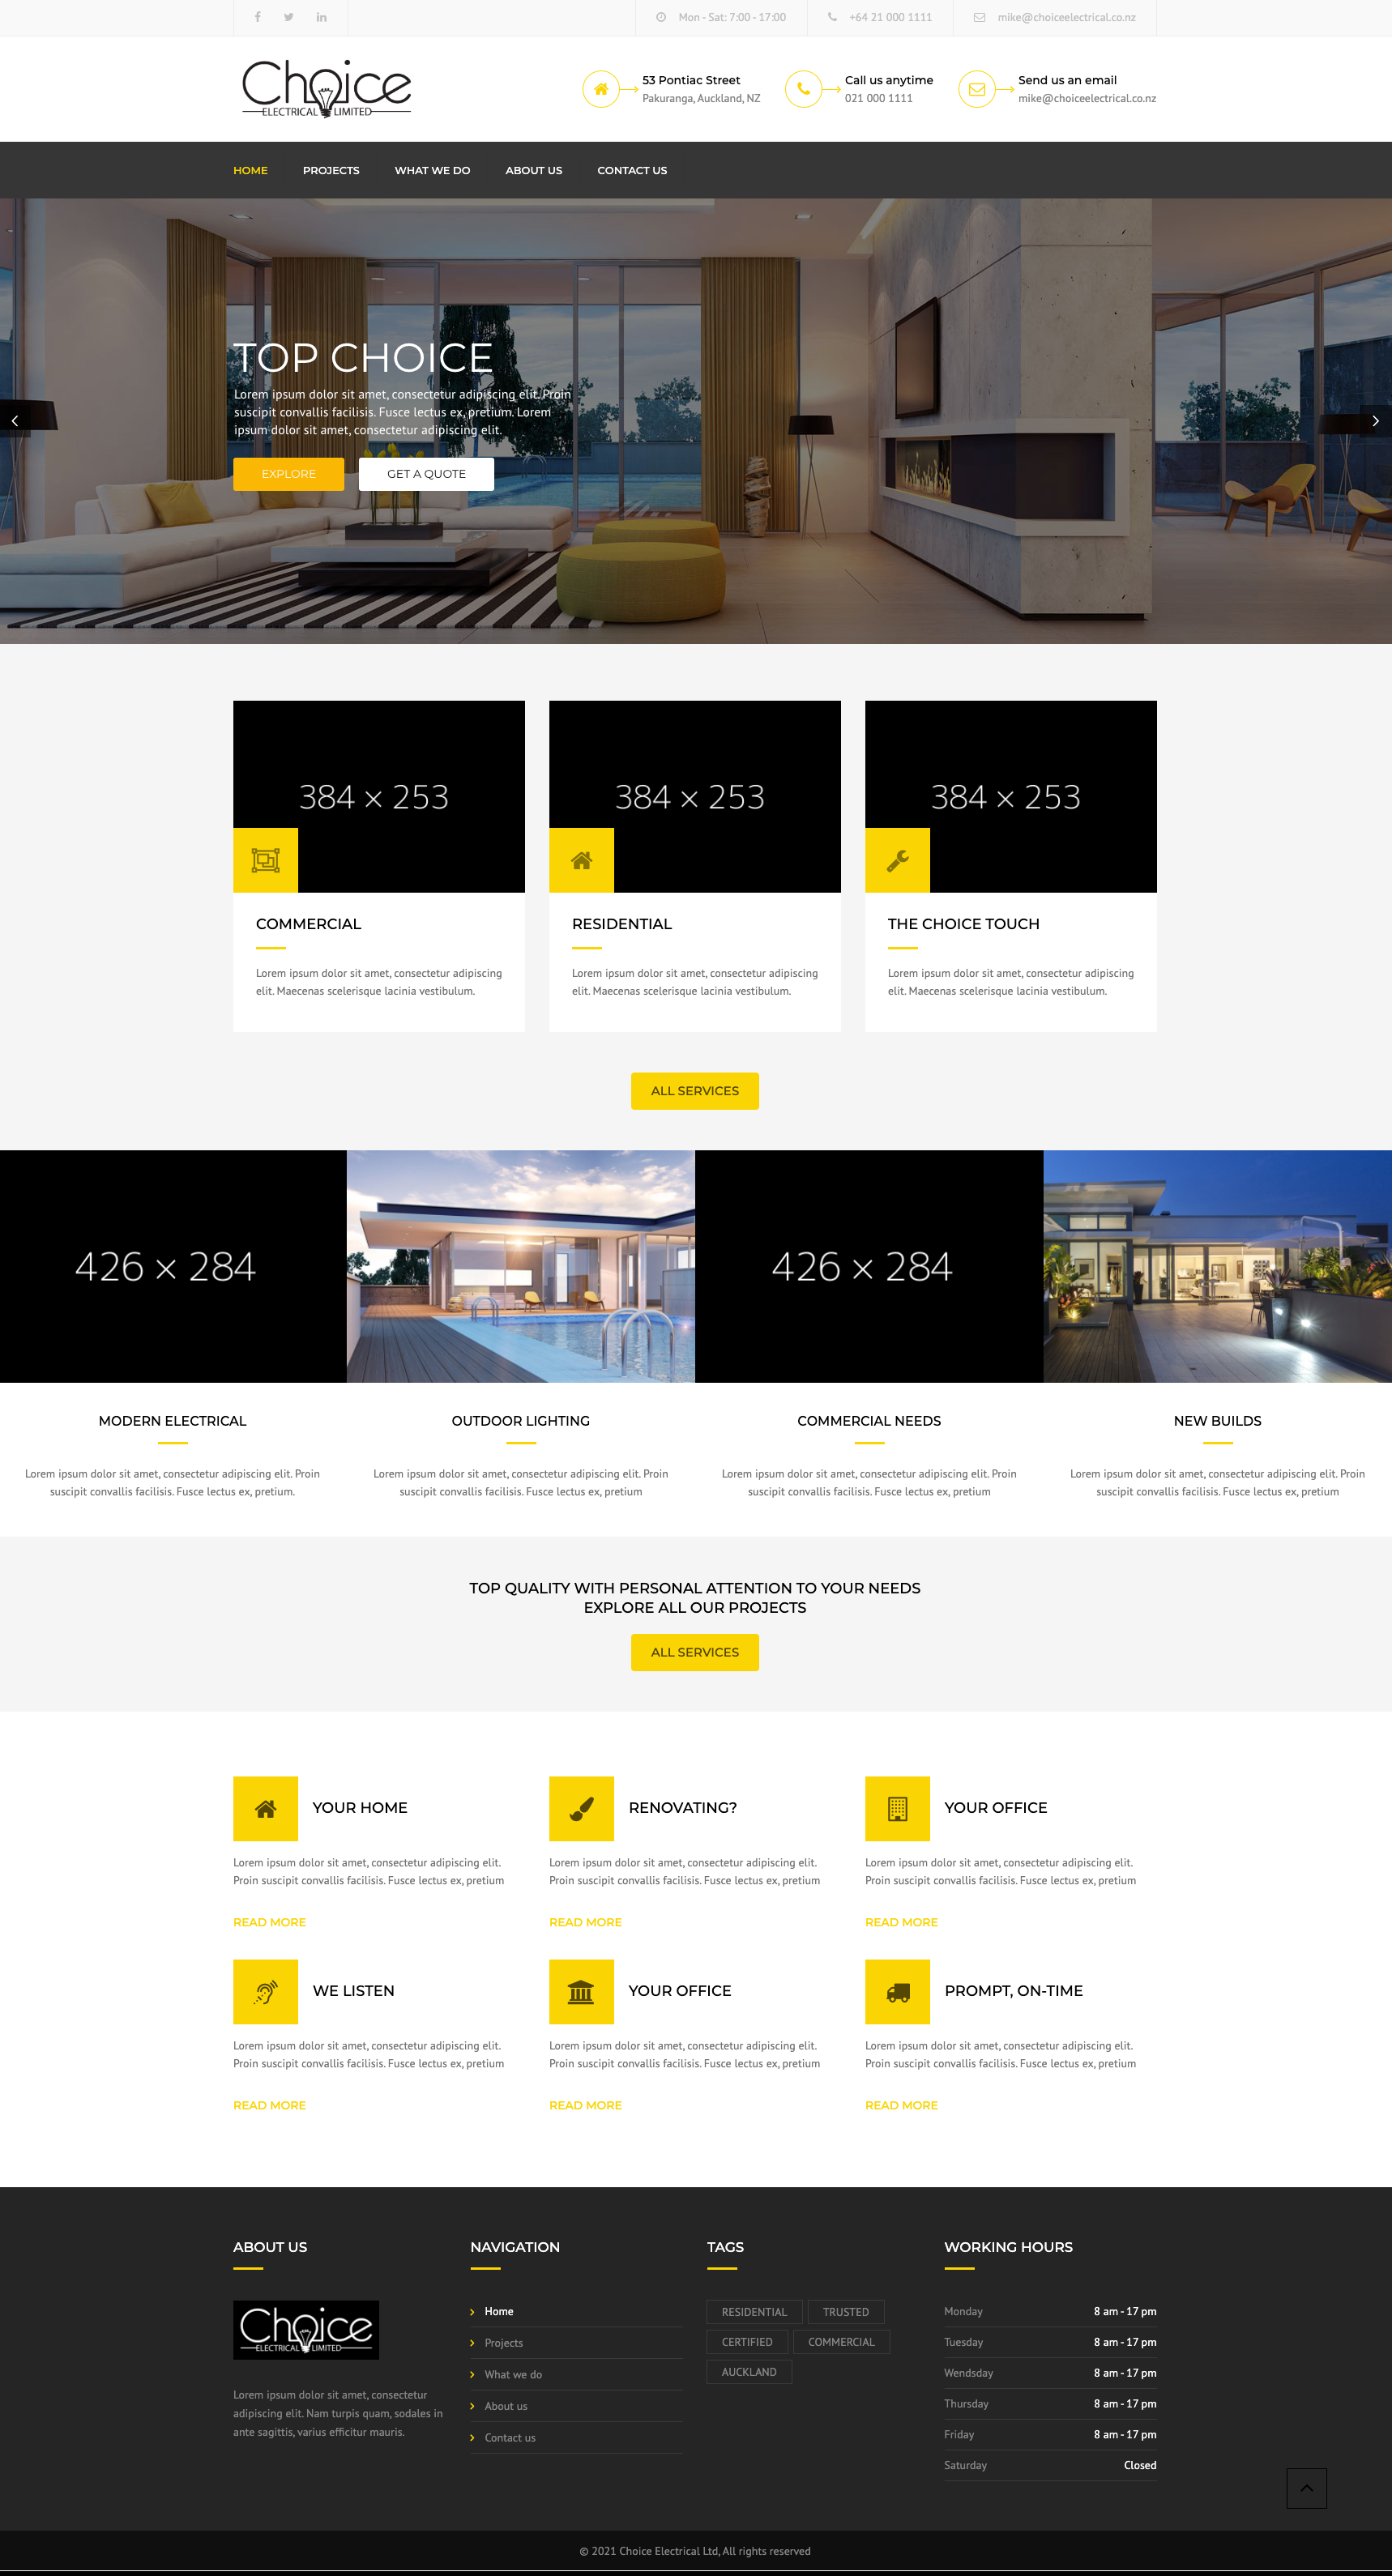 Mon - Sat: 7:00 - 17:00
+64 21 000 1111
mike@choiceelectrical.co.nz
Choice
ELECTRICAL LIMITED
53 Pontiac Street
Pakuranga, Auckland, NZ
Call us anytime
021 000 1111
Send us an email
mike@choiceelectrical.co.nz
HOME
PROJECTS
WHAT WE DO
ABOUT US
CONTACT US
TOP CHOICE
Lorem ipsum dolor sit amet, consectetur adipiscing elit. Proin
suscipit convallis facilisis. Fusce lectus ex, pretium. Lorem
ipsum dolor sit amet, consectetur adipiscing elit.
EXPLORE
GET A QUOTE
384 × 253
384 × 253
384 × 253
COMMERCIAL
Lorem ipsum dolor sit amet, consectetur adipiscing
elit. Maecenas scelerisque lacinia vestibulum.
RESIDENTIAL
Lorem ipsum dolor sit amet, consectetur adipiscing
elit. Maecenas scelerisque lacinia vestibulum.
THE CHOICE TOUCH
Lorem ipsum dolor sit amet, consectetur adipiscing
elit. Maecenas scelerisque lacinia vestibulum.
ALL SERVICES
426 × 284
426 × 284
MODERN ELECTRICAL
Lorem ipsum dolor sit amet, consectetur adipiscing elit. Proin
suscipit convallis facilisis. Fusce lectus ex, pretium.
OUTDOOR LIGHTING
Lorem ipsum dolor sit amet, consectetur adipiscing elit. Proin
suscipit convallis facilisis. Fusce lectus ex, pretium
COMMERCIAL NEEDS
Lorem ipsum dolor sit amet, consectetur adipiscing elit. Proin
suscipit convallis facilisis. Fusce lectus ex, pretium
NEW BUILDS
Lorem ipsum dolor sit amet, consectetur adipiscing elit. Proin
suscipit convallis facilisis. Fusce lectus ex, pretium
TOP QUALITY WITH PERSONAL ATTENTION TO YOUR NEEDS
EXPLORE ALL OUR PROJECTS
ALL SERVICES
YOUR HOME
Lorem ipsum dolor sit amet, consectetur adipiscing elit.
Proin suscipit convallis facilisis. Fusce lectus ex, pretium
READ MORE
RENOVATING?
Lorem ipsum dolor sit amet, consectetur adipiscing elit.
Proin suscipit convallis facilisis. Fusce lectus ex, pretium
READ MORE
YOUR OFFICE
Lorem ipsum dolor sit amet, consectetur adipiscing elit.
Proin suscipit convallis facilisis. Fusce lectus ex, pretium
READ MORE
WE LISTEN
Lorem ipsum dolor sit amet, consectetur adipiscing elit.
Proin suscipit convallis facilisis. Fusce lectus ex, pretium
READ MORE
YOUR OFFICE
Lorem ipsum dolor sit amet, consectetur adipiscing elit.
Proin suscipit convallis facilisis. Fusce lectus ex, pretium
READ MORE
PROMPT, ON-TIME
Lorem ipsum dolor sit amet, consectetur adipiscing elit.
Proin suscipit convallis facilisis. Fusce lectus ex, pretium
READ MORE
ABOUT US
Choice
ELECTRICAL LIMITED
Lorem ipsum dolor sit amet, consectetur
adipiscing elit. Nam turpis quam, sodales in
ante sagittis, varius efficitur mauris.
NAVIGATION
Home
Projects
What we do
About us
Contact us
TAGS
RESIDENTIAL
TRUSTED
CERTIFIED
COMMERCIAL
AUCKLAND
WORKING HOURS
Monday 8 am - 17 pm
Tuesday 8 am - 17 pm
Wendsday 8 am - 17 pm
Thursday 8 am - 17 pm
Friday 8 am - 17 pm
Saturday Closed
© 2021 Choice Electrical Ltd, All rights reserved